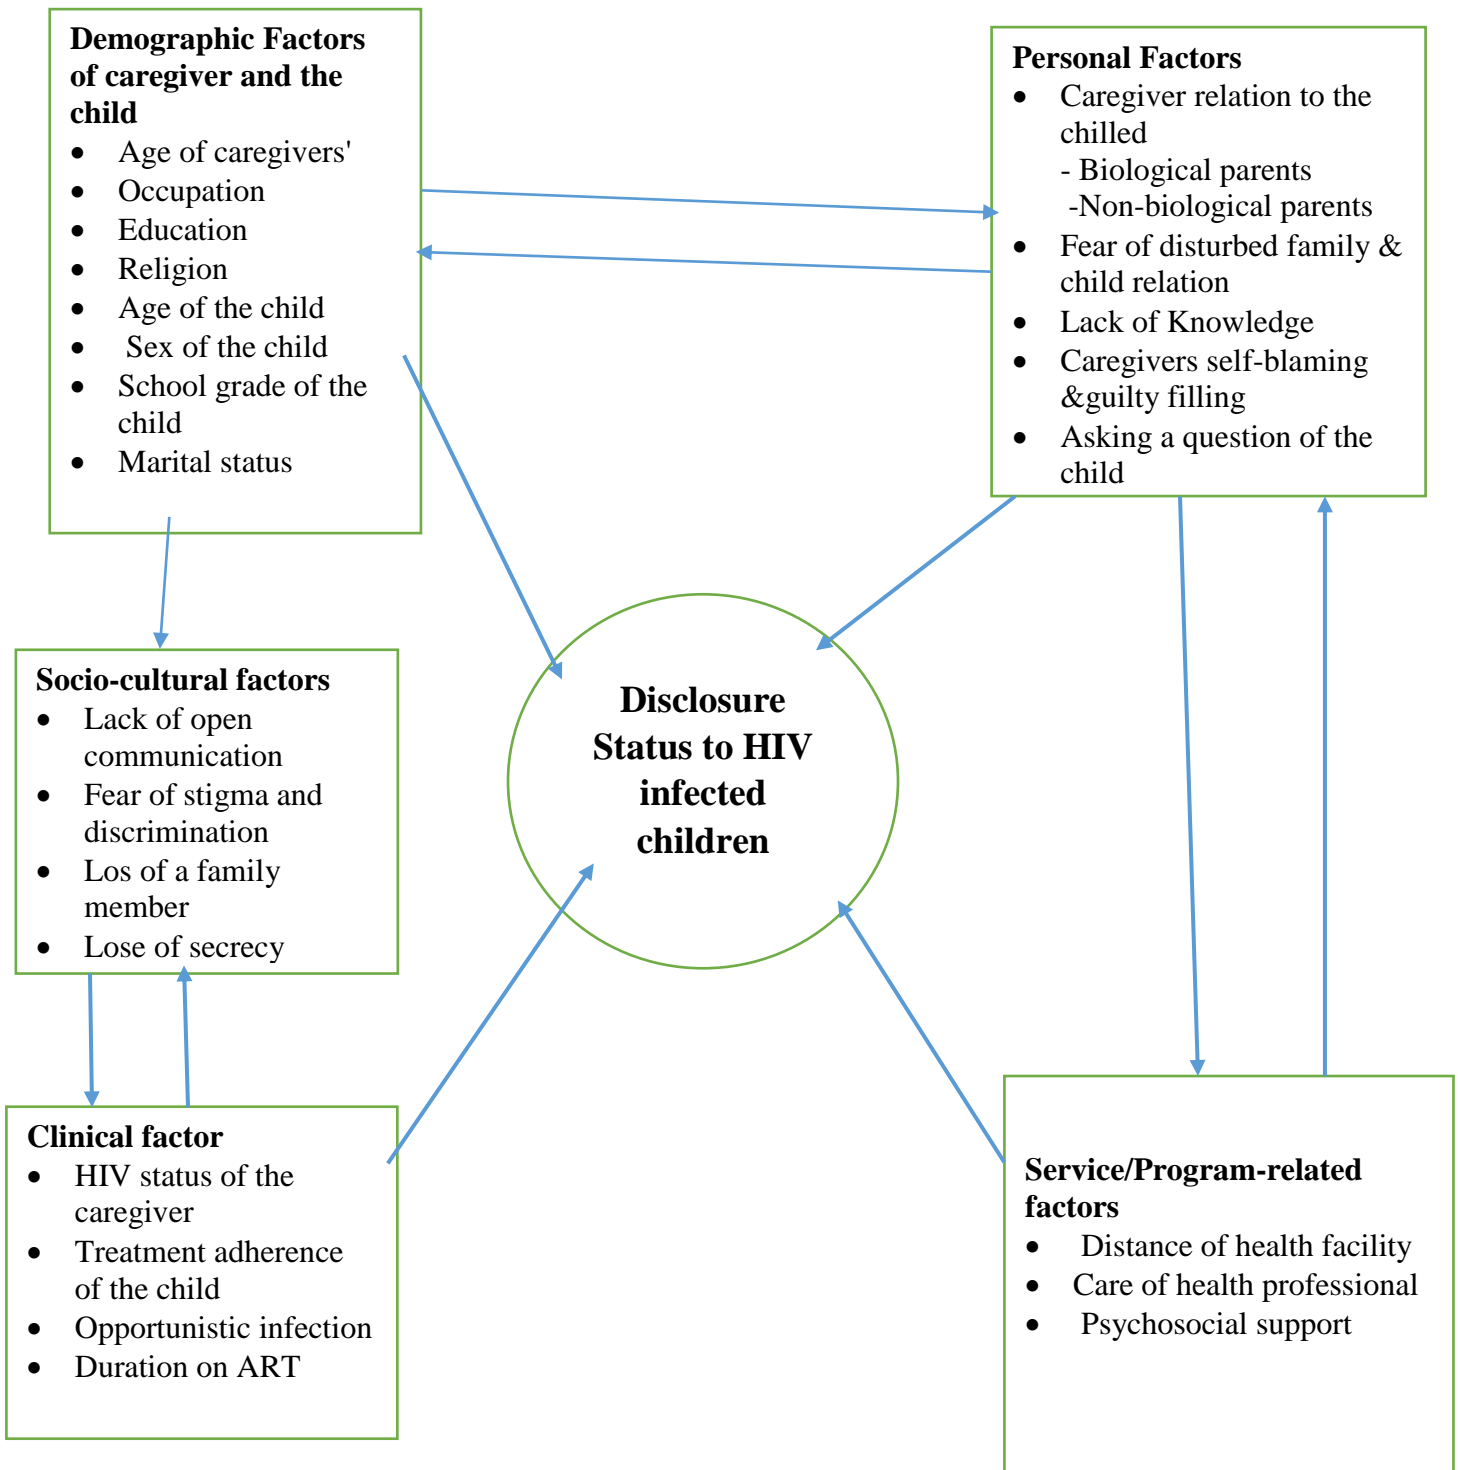 Demographic Factors
of caregiver and the
child
• Age of caregivers'
• Occupation
• Education
• Religion
• Age of the child
• Sex of the child
• School grade of the
child
• Marital status
Personal Factors
• Caregiver relation to the
chilled
- Biological parents
-Non-biological parents
• Fear of disturbed family &
child relation
• Lack of Knowledge
• Caregivers self-blaming
&guilty filling
• Asking a question of the
child
Socio-cultural factors
• Lack of open
communication
• Fear of stigma and
discrimination
• Los of a family
member
• Lose of secrecy
Disclosure
Status to HIV
infected
children
Clinical factor
• HIV status of the
caregiver
• Treatment adherence
of the child
• Opportunistic infection
• Duration on ART
Service/Program-related
factors
• Distance of health facility
• Care of health professional
• Psychosocial support